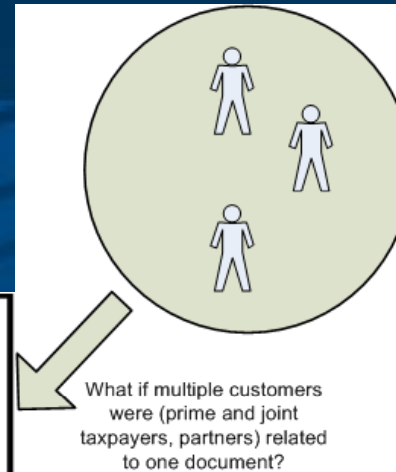 What if multiple customers
were (prime and joint
taxpayers, partners) related
to one document?